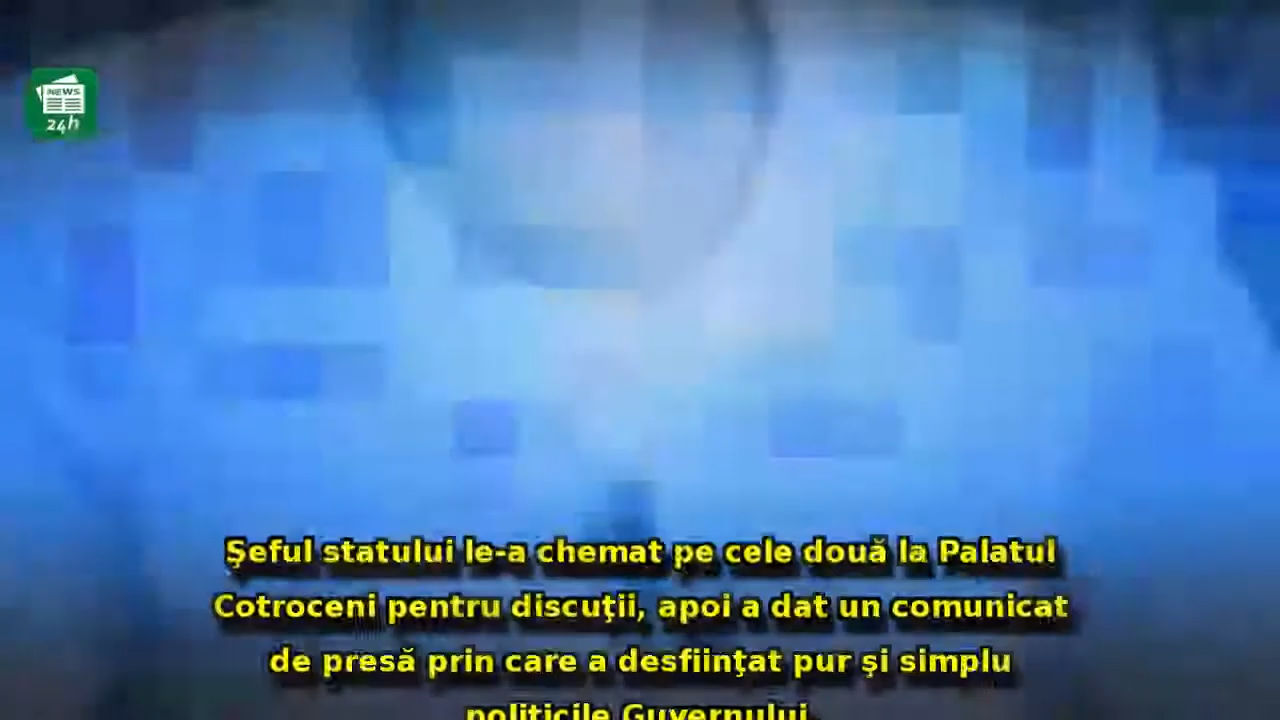 NEWS
24h
Şeful statului le-a chemat pe cele două la Palatul
Cotroceni pentru discuţii, apoi a dat un comunicat
de presă prin care a desfiinţat pur şi simplu
politicile Guvernului.